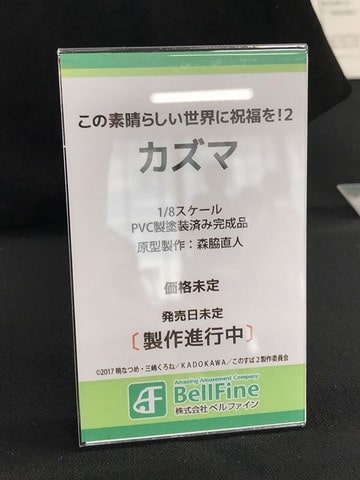 この素晴らしい世界に祝福を!2
カズマ
1/8スケール
PVC製塗装済み完成品
原型製作：森脇直人
価格未定
発売日未定
〔製作進行中〕
©2017 暁なつめ・三嶋くろね/KADOKAWA/このすば2製作委員会
Amazing Amusement Company
BellFine
株式会社 ベルファイン